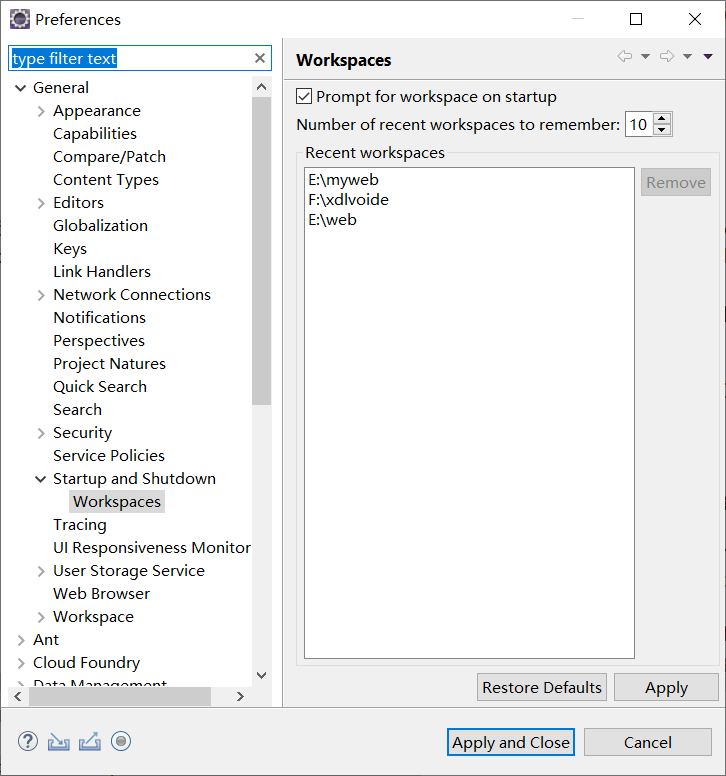 Preferences
type filter text
General
Appearance
Capabilities
Compare/Patch
Content Types
Editors
Globalization
Keys
Link Handlers
Network Connections
Notifications
Perspectives
Project Natures
Quick Search
Search
Security
Service Policies
Startup and Shutdown
Workspaces
Tracing
UI Responsiveness Monitor
User Storage Service
Web Browser
Workspace
Ant
Cloud Foundry
Data Management
Workspaces
Prompt for workspace on startup
Number of recent workspaces to remember: 10
Recent workspaces
E:\myweb
F:\xdlvoide
E:\web
Remove
Restore Defaults
Apply
Apply and Close
Cancel